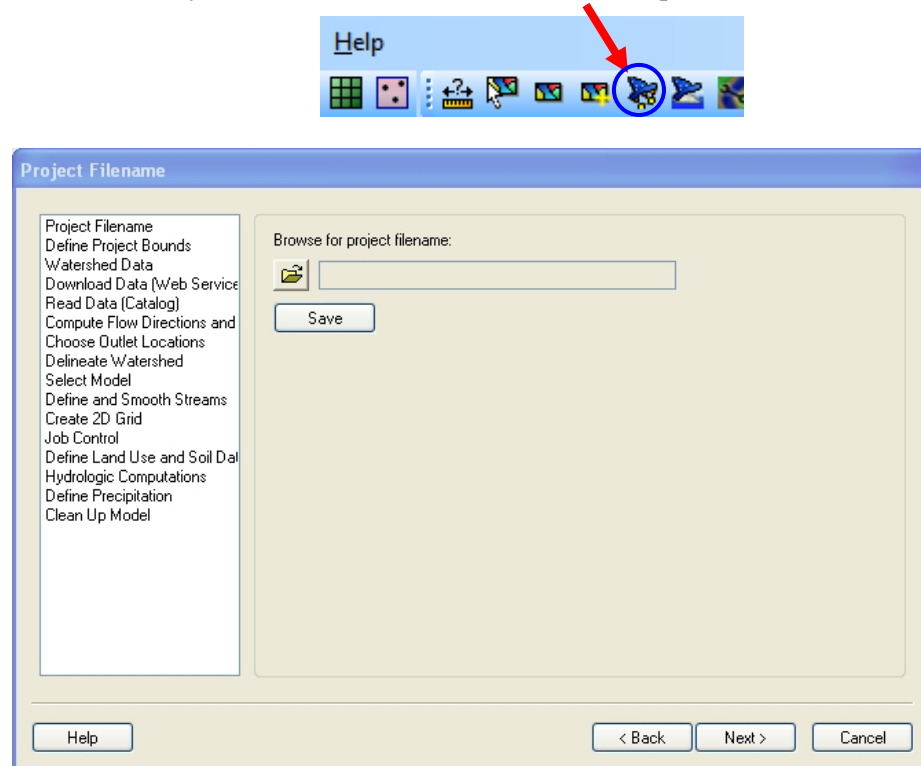 Help
Project Filename
Project Filename
Define Project Bounds
Watershed Data
Download Data (Web Service
Read Data (Catalog)
Compute Flow Directions and
Choose Outlet Locations
Delineate Watershed
Select Model
Define and Smooth Streams
Create 2D Grid
Job Control
Define Land Use and Soil Dat
Hydrologic Computations
Define Precipitation
Clean Up Model
Browse for project filename:
Save
Help
< Back
Next >
Cancel